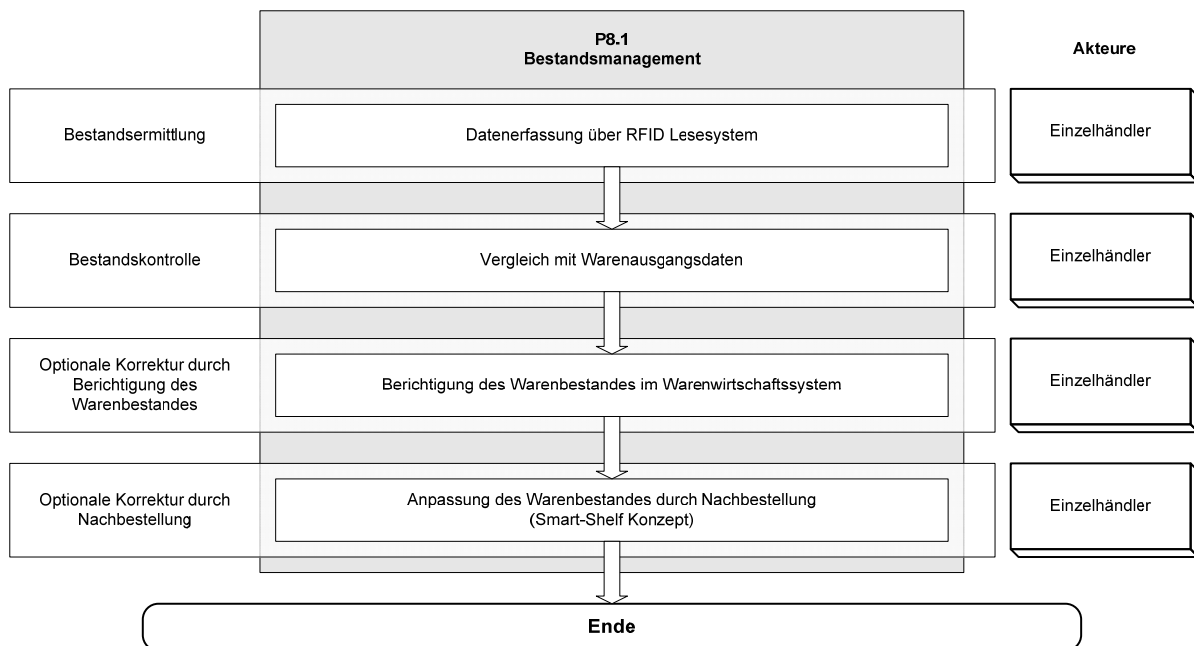 P8.1
Bestandsmanagement
Akteure
Bestandsermittlung
Datenerfassung über RFID Lesesystem
Einzelhändler
Bestandskontrolle
Vergleich mit Warenausgangsdaten
Einzelhändler
Optionale Korrektur durch
Berichtigung des
Warenbestandes
Berichtigung des Warenbestandes im Warenwirtschaftssystem
Einzelhändler
Optionale Korrektur durch
Nachbestellung
Anpassung des Warenbestandes durch Nachbestellung
(Smart-Shelf Konzept)
Einzelhändler
Ende